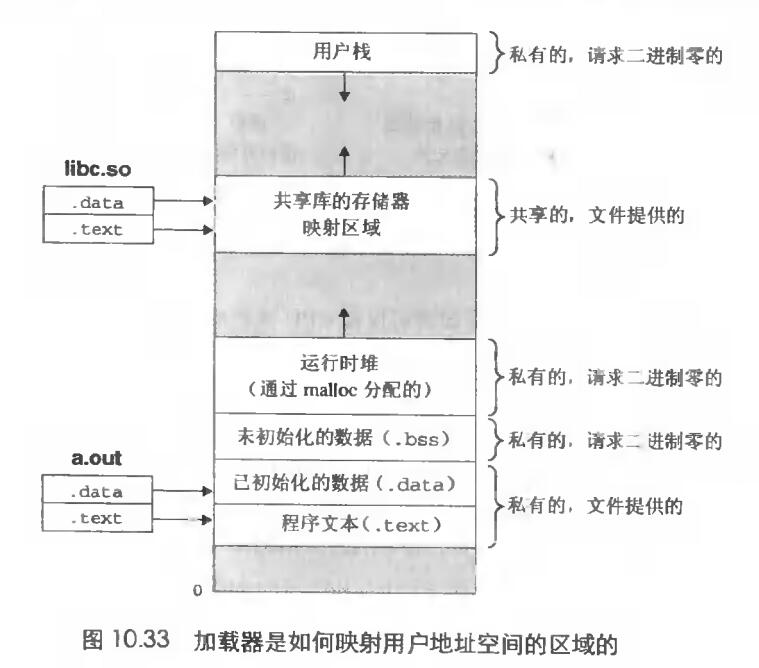 用户栈
私有的，请求二进制零的
libc.so
.data
.text
共享库的存储器
映射区域
共享的，文件提供的
运行时堆
（通过 malloc 分配的）
私有的，请求二进制零的
未初始化的数据（.bss）
私有的，请求二进制零的
a.out
.data
.text
已初始化的数据（.data）
程序文本（.text）
私有的，文件提供的
0
图 10.33 加载器是如何映射用户地址空间的区域的